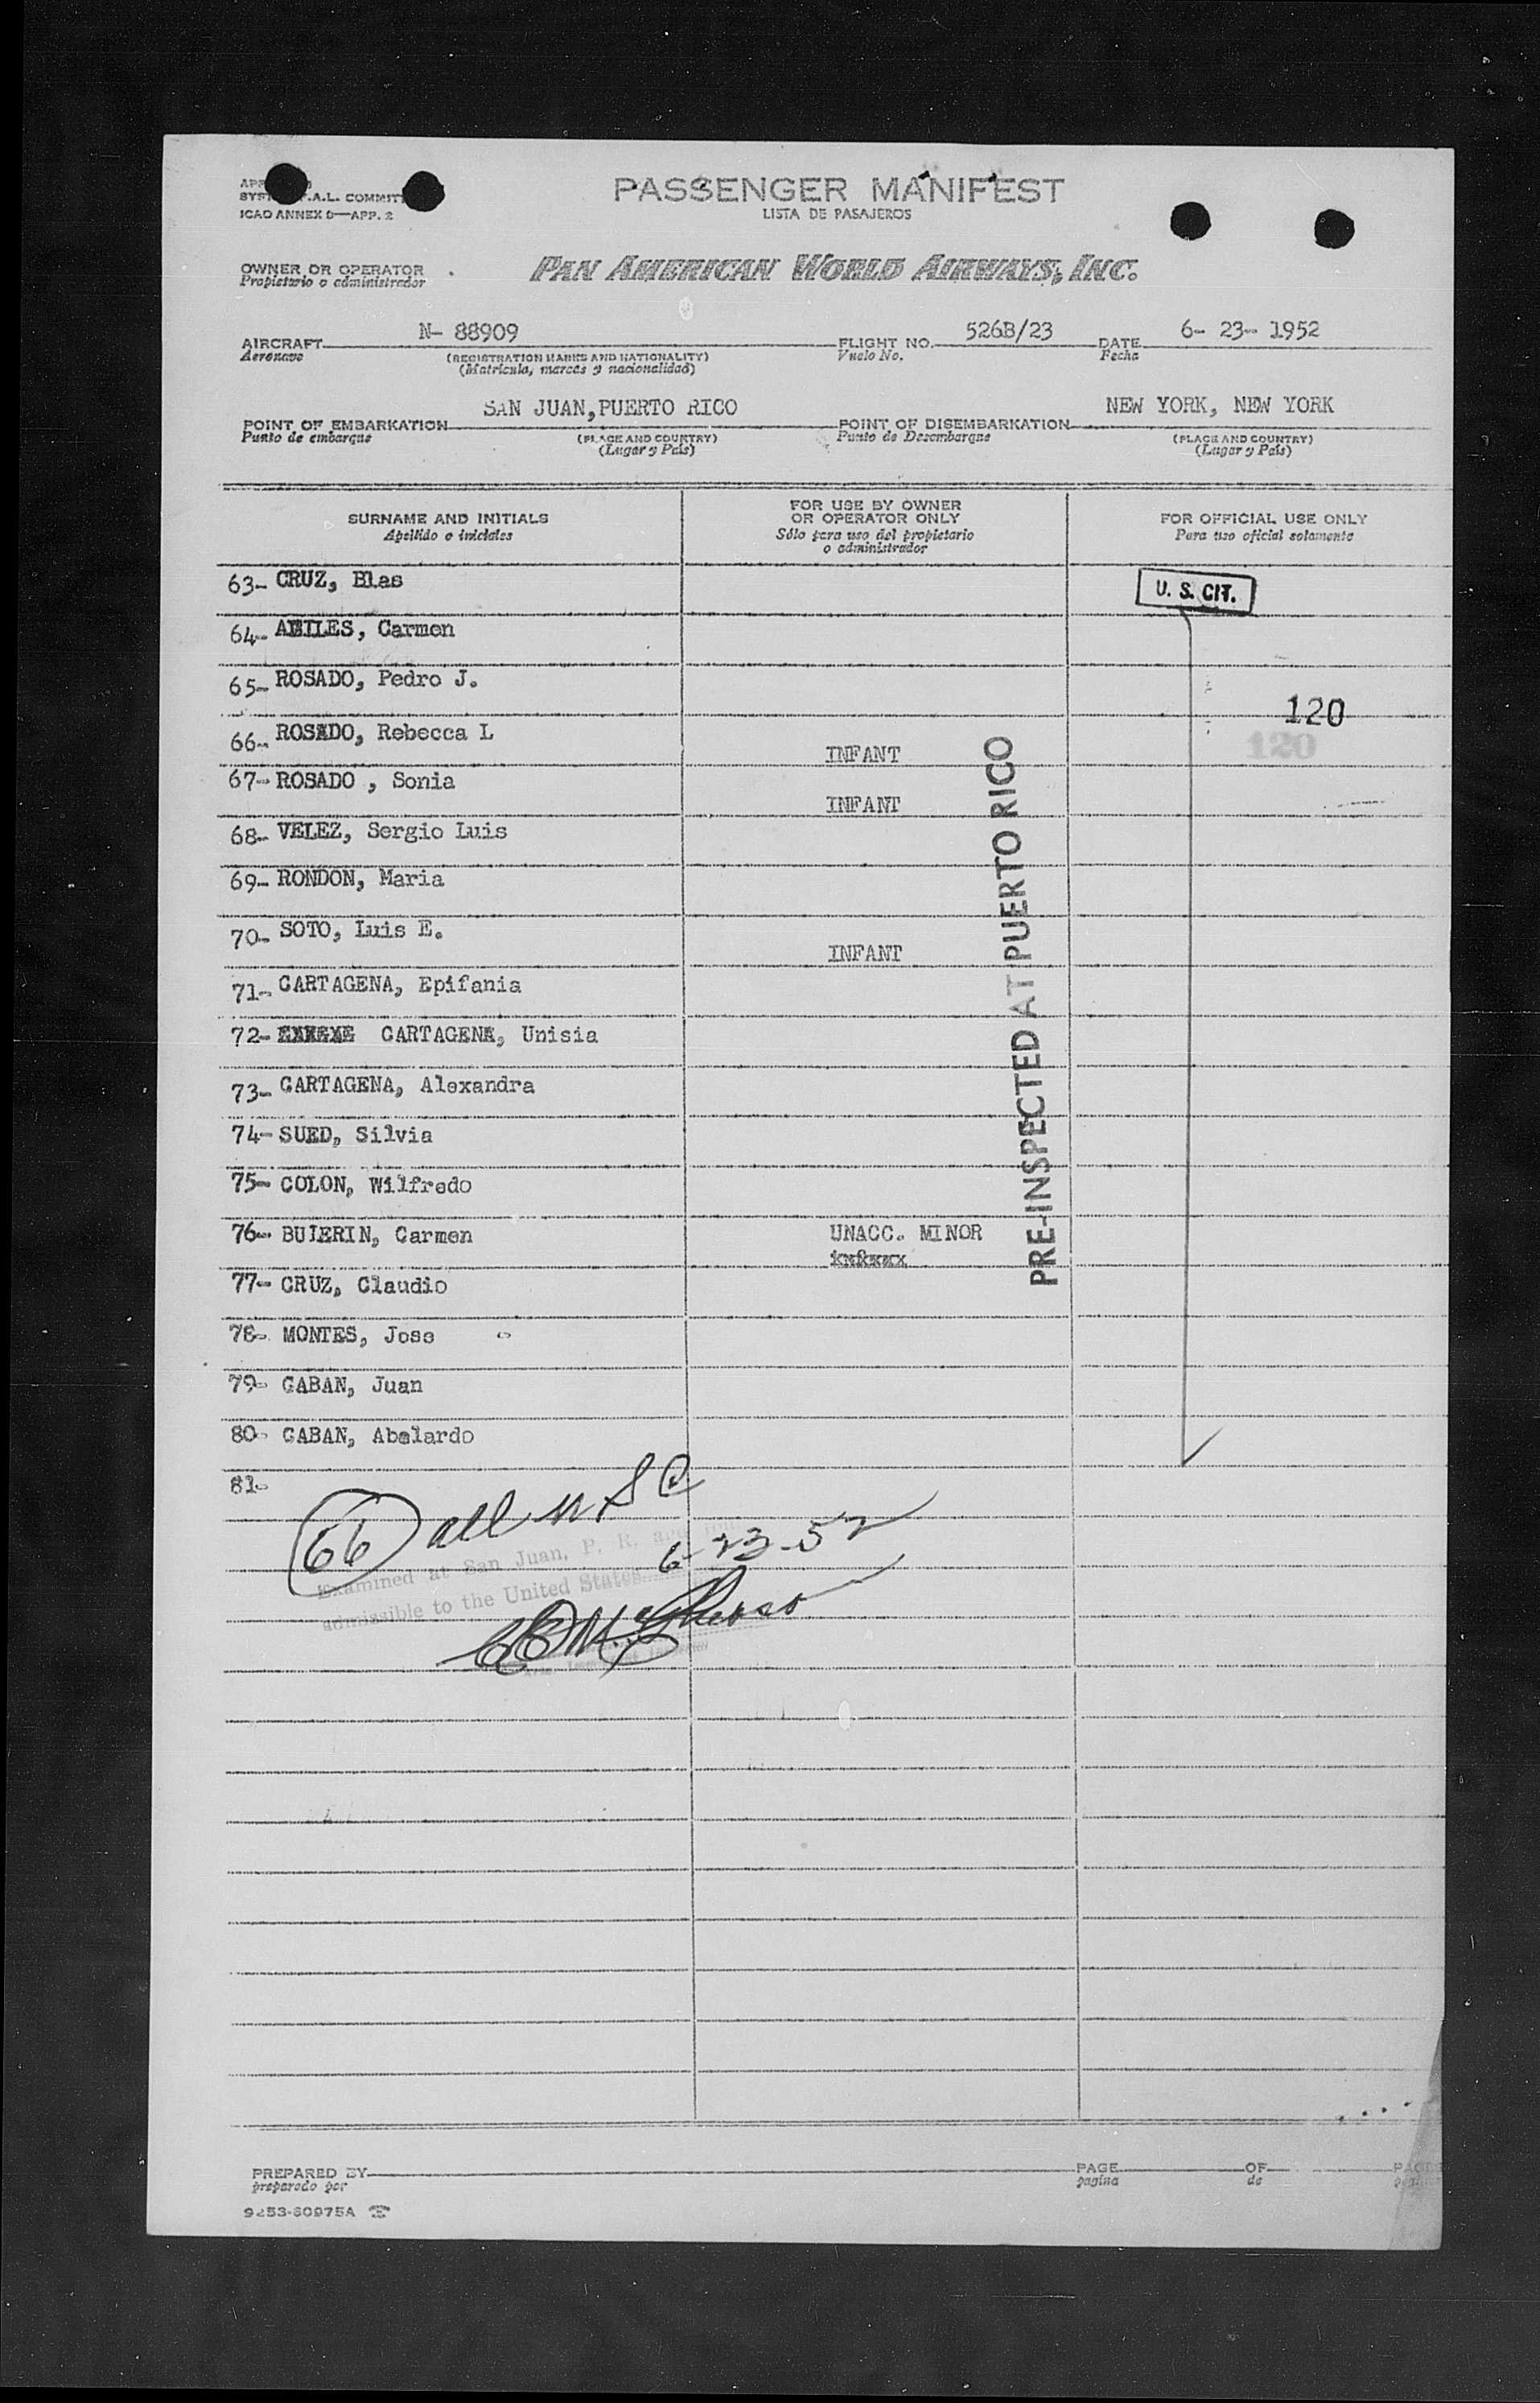 SYST F.A.L. COMMIT
ICAO ANNEX 9—APP. 2
PASSENGER MANIFEST
LISTA DE PASAJEROS
OWNER OR OPERATOR
Propietario o administrador
PAN AMERICAN WORLD AIRWAYS, INC.
AIRCRAFT N- 88909 FLIGHT NO. 526B/23 DATE 6- 23- 1952
Aeronave (REGISTRATION MARKS AND NATIONALITY) Vuelo No. Fecha
(Matricula, marcas y nacionalidad)
POINT OF EMBARKATION SAN JUAN, PUERTO RICO POINT OF DISEMBARKATION NEW YORK, NEW YORK
Punto de embarque (PLACE AND COUNTRY) Punto de Desembarque (PLACE AND COUNTRY)
(Lugar y País) (Lugar y País)
SURNAME AND INITIALS FOR USE BY OWNER OR OPERATOR ONLY FOR OFFICIAL USE ONLY
Apellido e iniciales Sólo para uso del propietario o administrador Para uso oficial solamente
63- CRUZ, Blas U. S. CIT.
64- , Carmen
65- ROSADO, Pedro J.
120
66- ROSADO, Rebecca L INFANT
120
67- ROSADO , Sonia INFANT
68- VELEZ, Sergio Luis
69- RONDON, Maria
70- SOTO, Luis E. INFANT
71- CARTAGENA, Epifania
72- CARTAGENA, Unisia
73- CARTAGENA, Alexandra
74- SUED, Silvia
75- COLON, Wilfredo
76- BUIERIN, Carmen UNACC. MINOR
77- CRUZ, Claudio
78- MONTES, Jose
79- CABAN, Juan
80- CABAN, Abelardo
81-
PRE-INSPECTED AT PUERTO RICO
66 all USC
6-23-52
Examined at San Juan, P. R. and
admissible to the United States
PREPARED BY PAGE OF PAGES
preparado por pagina de
9253-60975A